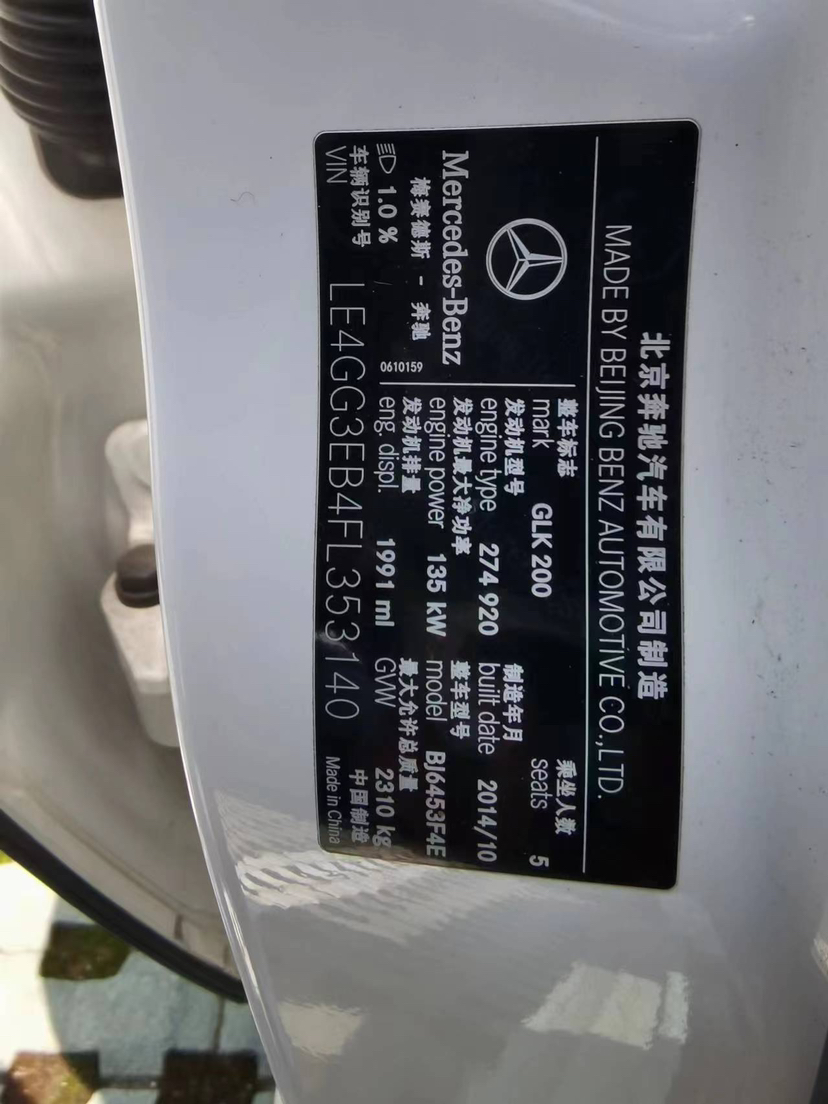 北京奔驰汽车有限公司制造
MADE BY BEIJING BENZ AUTOMOTIVE CO.,LTD.
Mercedes-Benz
梅赛德斯 - 奔驰
1.0 %
0610159
整车标志
mark GLK 200
乘坐人数
seats 5
发动机型号
engine type 274 920
制造年月
built date 2014/10
发动机最大净功率
engine power 135 kW
整车型号
model BJ6453F4E
发动机排量
eng. displ. 1991 ml
最大允许总质量
GVW 2310 kg
车辆识别号
VIN LE4GG3EB4FL353140
中国制造
Made in China